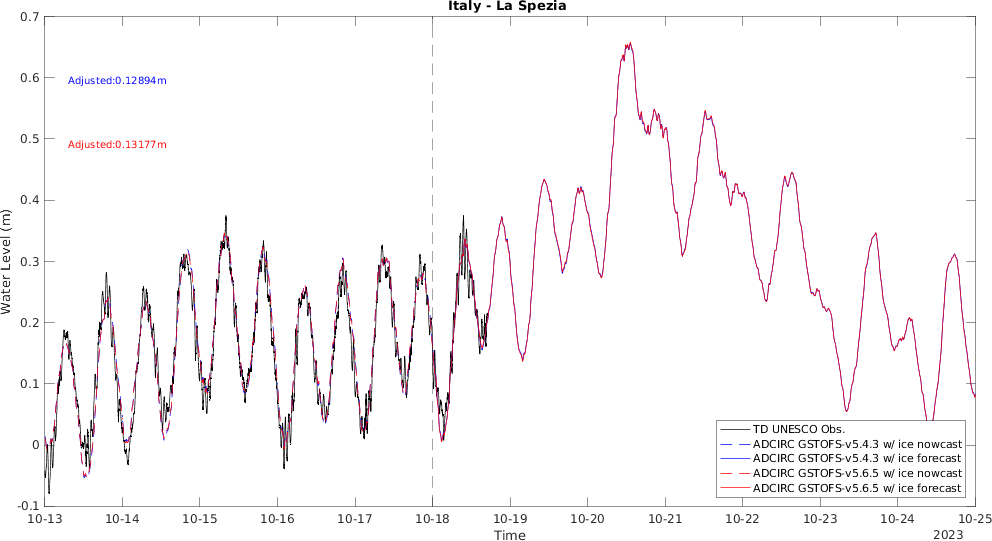 Italy - La Spezia
0.7
0.6
0.5
0.4
0.3
0.2
0.1
0
-0.1
Water Level (m)
Adjusted:0.12894m
Adjusted:0.13177m
TD UNESCO Obs.
ADCIRC GSTOFS-v5.4.3 w/ ice nowcast
ADCIRC GSTOFS-v5.4.3 w/ ice forecast
ADCIRC GSTOFS-v5.6.5 w/ ice nowcast
ADCIRC GSTOFS-v5.6.5 w/ ice forecast
10-13 10-14 10-15 10-16 10-17 10-18 10-19 10-20 10-21 10-22 10-23 10-24 10-25
Time
2023